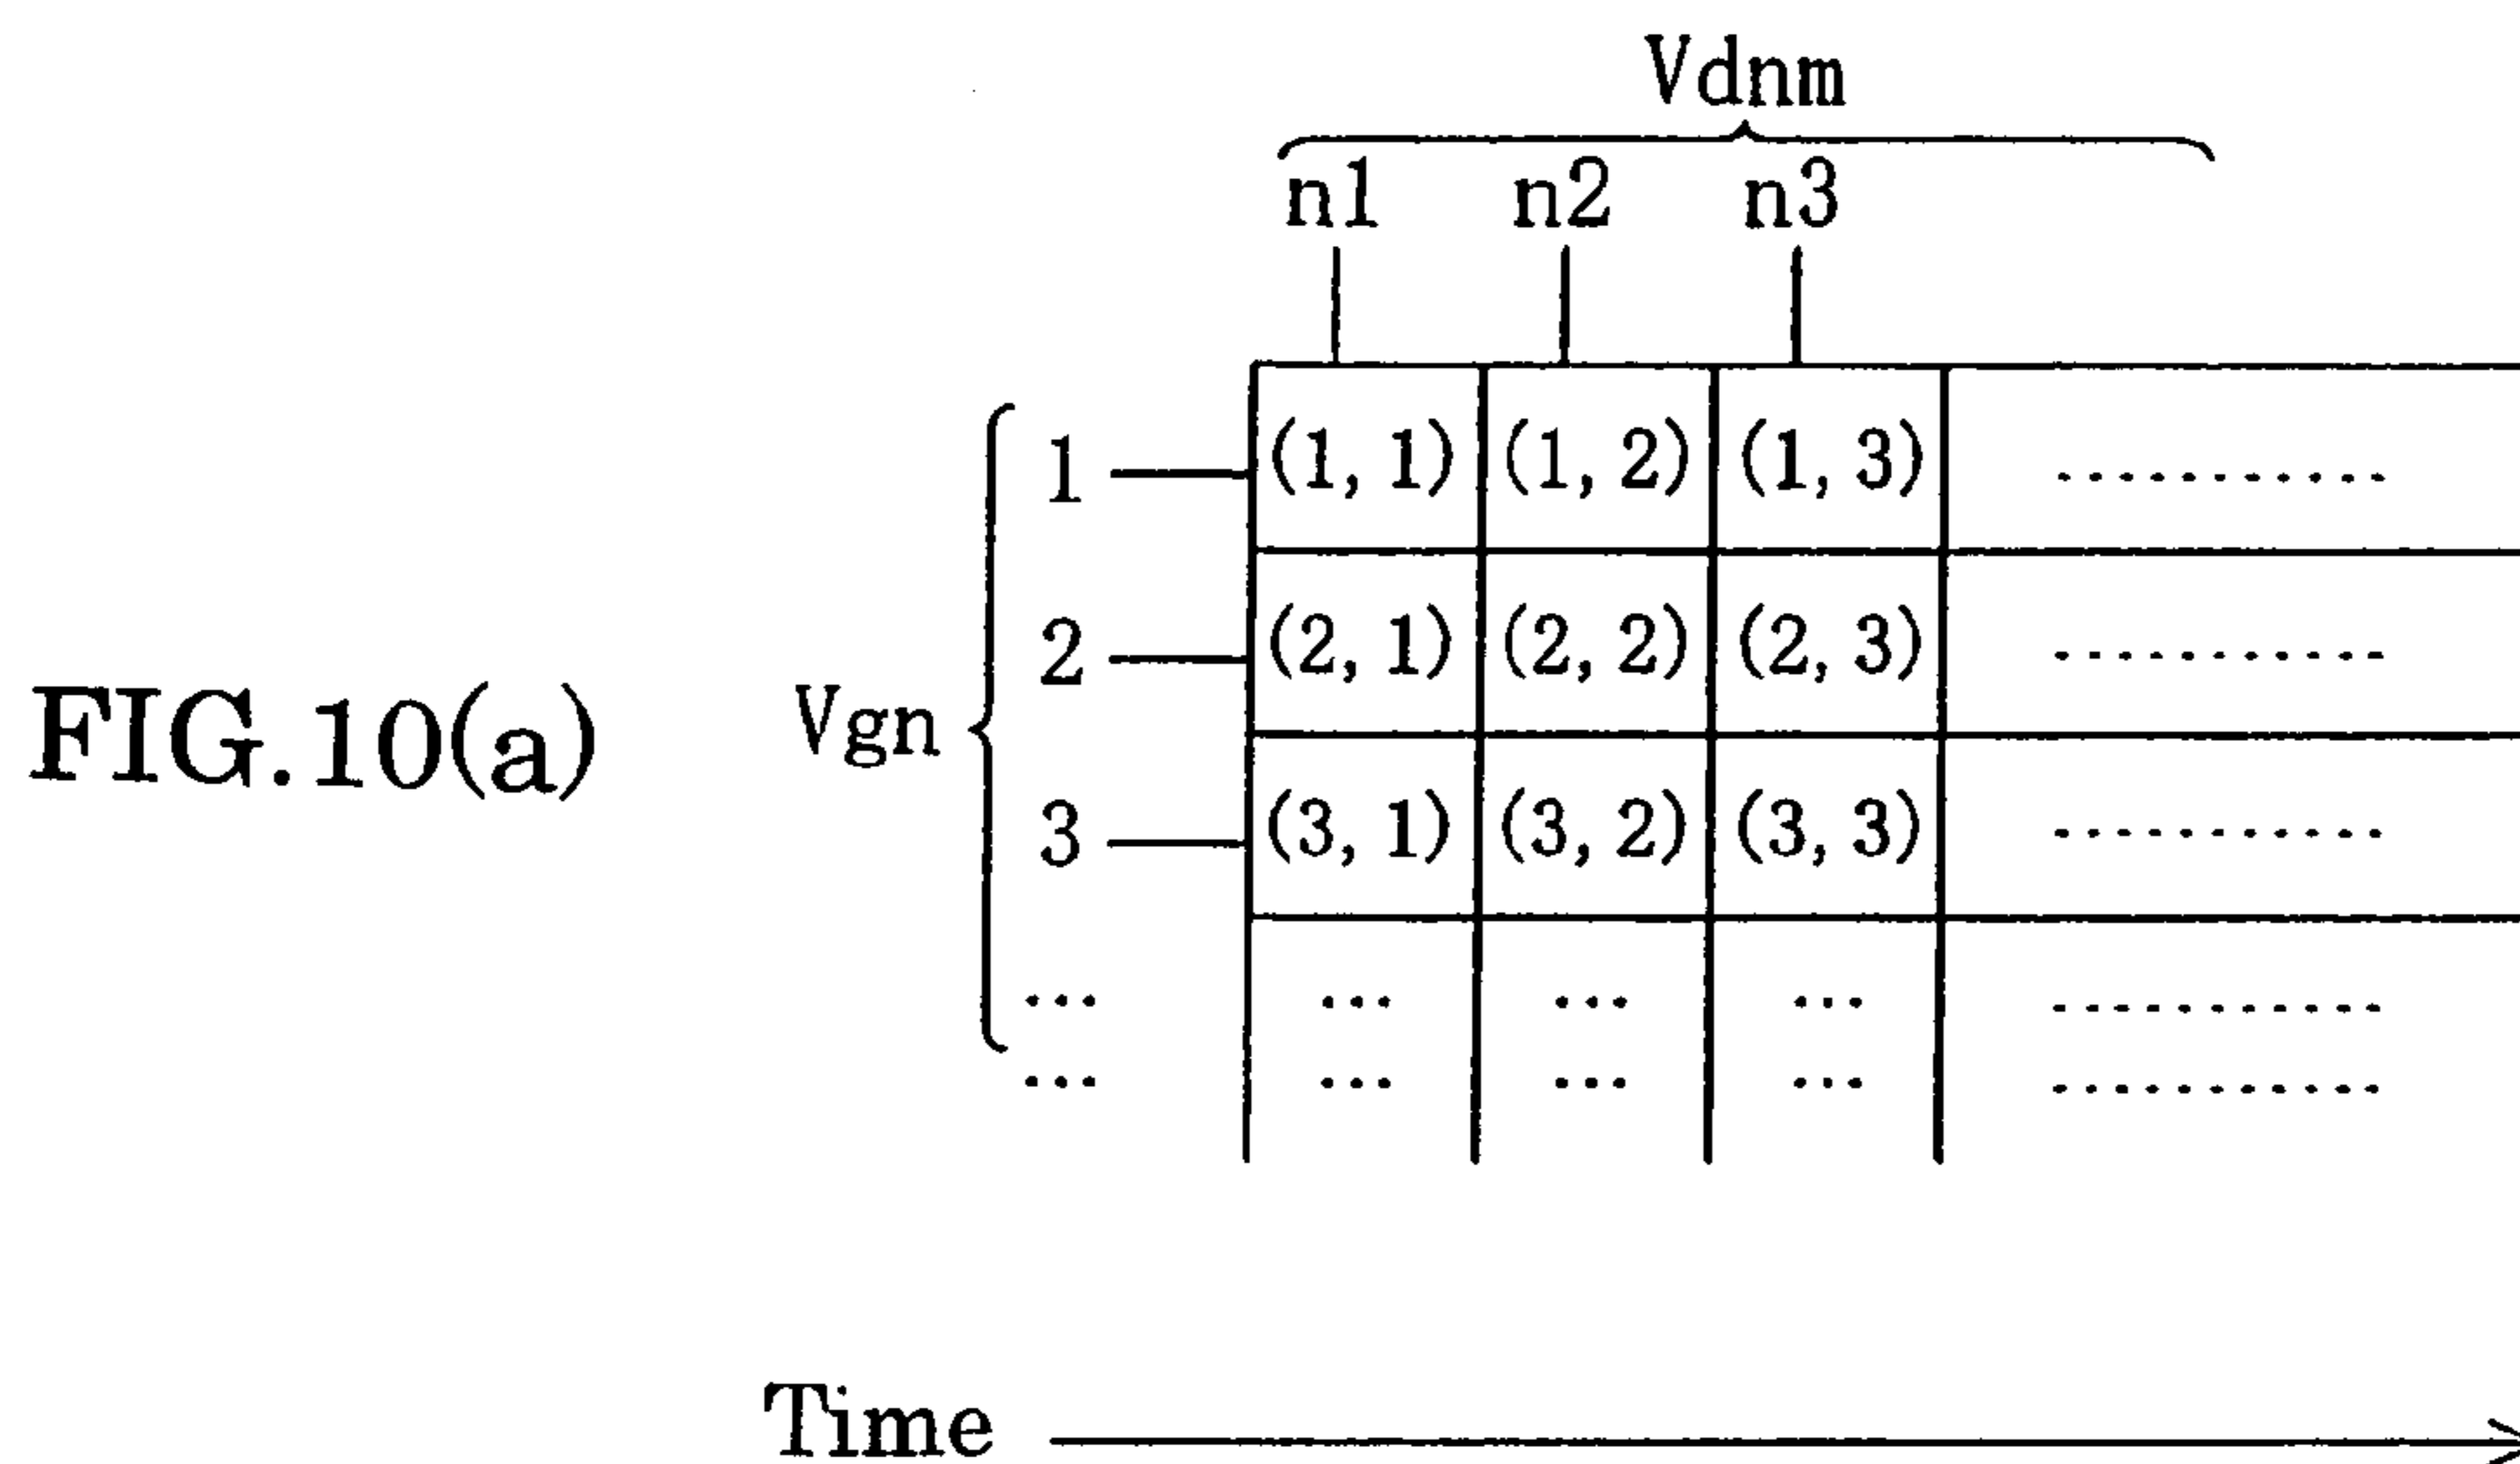 Vdnm
n1 n2 n3
1 (1, 1) (1, 2) (1, 3) ...........
2 (2, 1) (2, 2) (2, 3) ...........
FIG.10(a) Vgn
3 (3, 1) (3, 2) (3, 3) ...........
... ... ... ... ...........
... ... ... ... ...........
Time